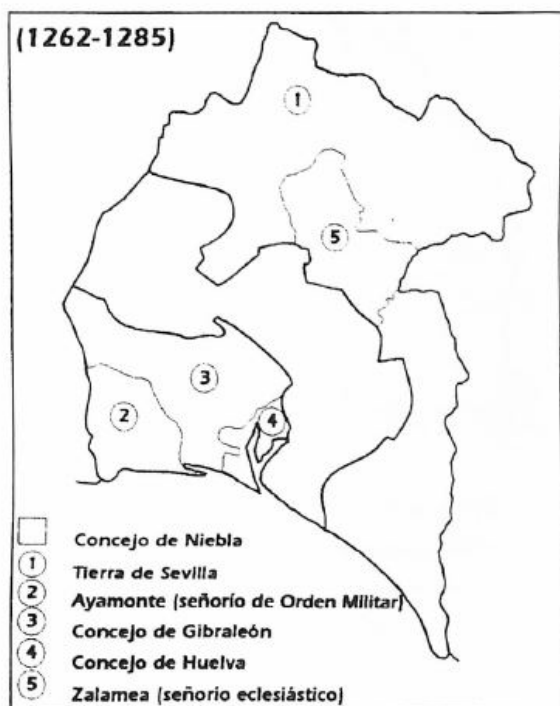 (1262-1285)
1
5
3
2
4
Concejo de Niebla
1 Tierra de Sevilla
2 Ayamonte (señorío de Orden Militar)
3 Concejo de Gibraleón
4 Concejo de Huelva
5 Zalamea (señorio eclesiástico)